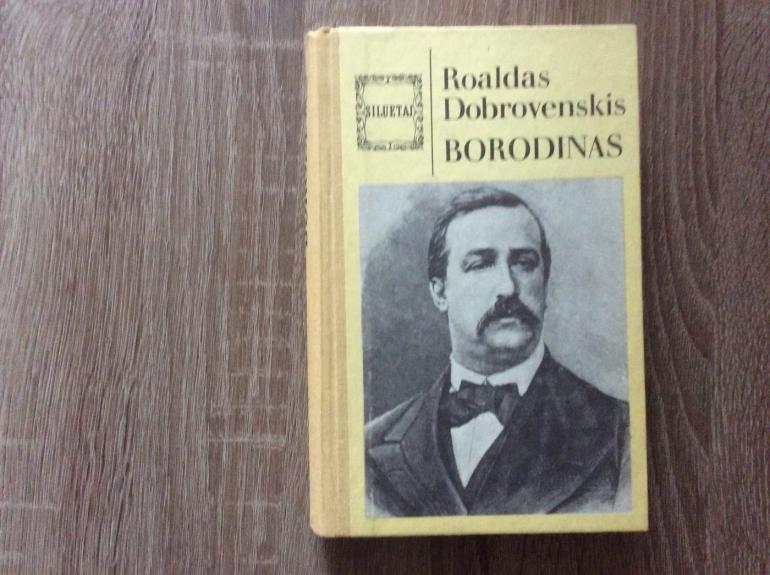 SILUETAI
Roaldas
Dobrovenskis
BORODINAS